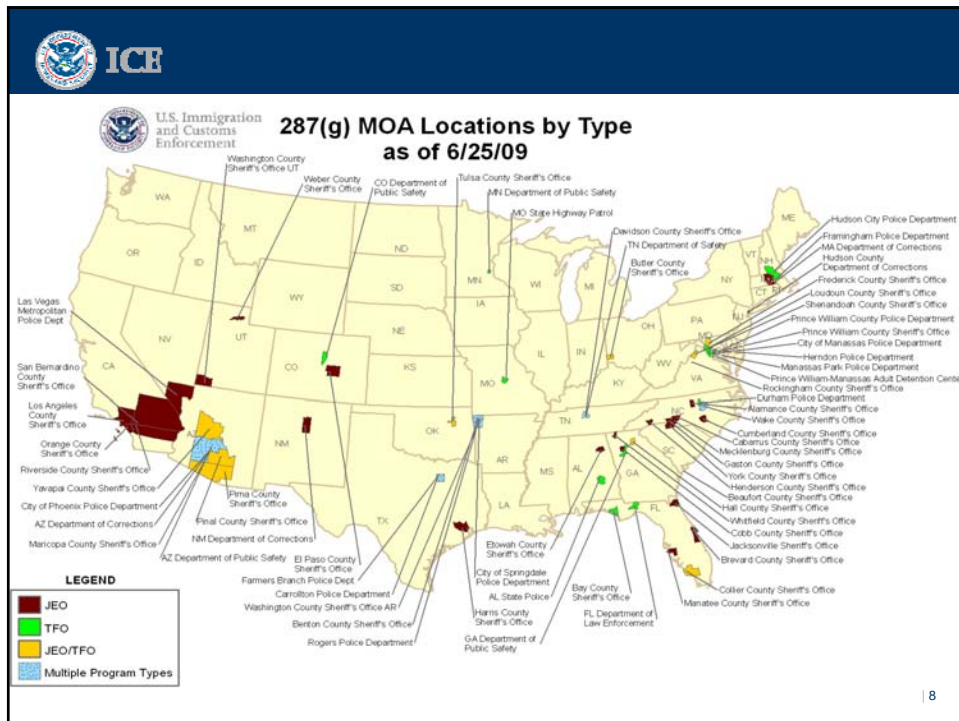 ICE
U.S. Immigration
and Customs
Enforcement
287(g) MOA Locations by Type
as of 6/25/09
Washington County
Sheriff's Office UT
Weber County
Sheriff's Office
CO Department of
Public Safety
Tulsa County Sheriff's Office
MN Department of Public Safety
MO State Highway Patrol
Davidson County Sheriff's Office
TN Department of Safety
Butler County
Sheriff's Office
Hudson City Police Department
Framingham Police Department
MA Department of Corrections
Hudson County
Department of Corrections
Frederick County Sheriff's Office
Loudoun County Sheriff's Office
Shenandoah County Sheriff's Office
Prince William County Police Department
Prince William County Sheriff's Office
City of Manassas Police Department
Herndon Police Department
Manassas Park Police Department
Prince William-Manassas Adult Detention Cente
Rockingham County Sheriff's Office
Durham Police Department
Alamance County Sheriff's Office
Wake County Sheriff's Office
Cumberland County Sheriff's Office
Cabarrus County Sheriff's Office
Mecklenburg County Sheriff's Office
Gaston County Sheriff's Office
York County Sheriff's Office
Henderson County Sheriff's Office
Beaufort County Sheriff's Office
Hall County Sheriff's Office
Whitfield County Sheriff's Office
Cobb County Sheriff's Office
Jacksonville Sheriff's Office
Brevard County Sheriff's Office
Collier County Sheriff's Office
Manatee County Sheriff's Office
Las Vegas
Metropolitan
Police Dept
San Bernardino
County
Sheriff's Office
Los Angeles
County
Sheriff's Office
Orange County
Sheriff's Office
Riverside County Sheriff's Office
Yavapai County Sheriff's Office
City of Phoenix Police Department
AZ Department of Corrections
Maricopa County Sheriff's Office
Pima County
Sheriff's Office
Pinal County Sheriff's Office
NM Department of Corrections
AZ Department of Public Safety
El Paso County
Sheriff's Office
Farmers Branch Police Dept
Carrollton Police Department
Washington County Sheriff's Office AR
Benton County Sheriff's Office
Rogers Police Department
Etowah County
Sheriff's Office
City of Springdale
Police Department
AL State Police
Harris County
Sheriff's Office
GA Department of
Public Safety
Bay County
Sheriff's Office
FL Department of
Law Enforcement
WA
MT
ND
MN
ME
OR
ID
SD
WI
MI
VT
NH
NY
WY
IA
CT
RI
NV
UT
NE
PA
NJ
CA
CO
KS
IL
IN
OH
MD
WV
MO
KY
VA
AZ
NM
OK
AR
TN
NC
TX
MS
AL
GA
SC
LA
FL
LEGEND
JEO
TFO
JEO/TFO
Multiple Program Types
| 8